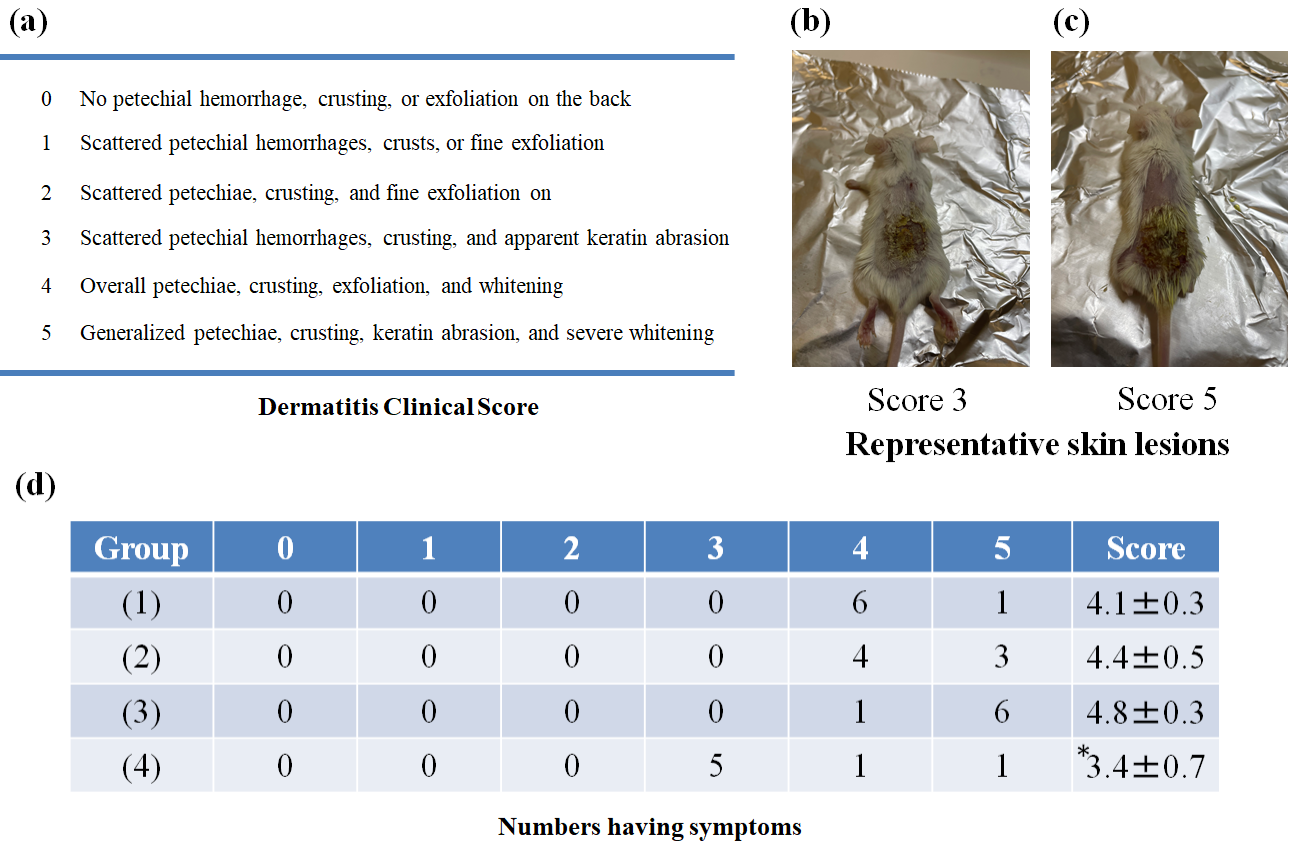 (a)
0 No petechial hemorrhage, crusting, or exfoliation on the back
1 Scattered petechial hemorrhages, crusts, or fine exfoliation
2 Scattered petechiae, crusting, and fine exfoliation on
3 Scattered petechial hemorrhages, crusting, and apparent keratin abrasion
4 Overall petechiae, crusting, exfoliation, and whitening
5 Generalized petechiae, crusting, keratin abrasion, and severe whitening
Dermatitis Clinical Score
(b) (c)
Score 3 Score 5
Representative skin lesions
(d)
Group 0 1 2 3 4 5 Score
(1) 0 0 0 0 6 1 4.1±0.3
(2) 0 0 0 0 4 3 4.4±0.5
(3) 0 0 0 0 1 6 4.8±0.3
(4) 0 0 0 5 1 1 *3.4±0.7
Numbers having symptoms